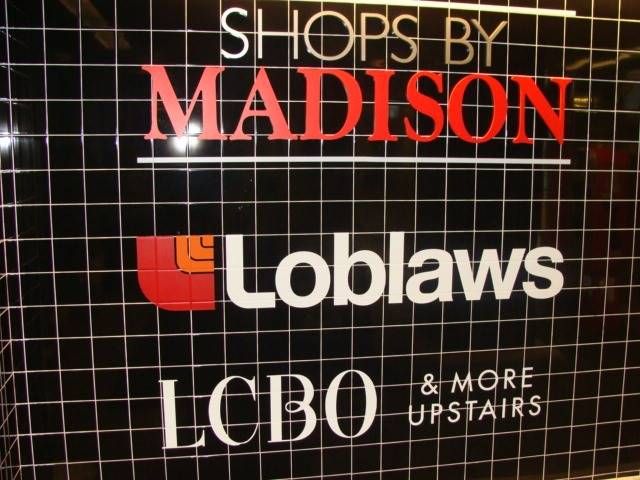 SHOPS BY
MADISON
Loblaws
LCBO
& MORE
UPSTAIRS